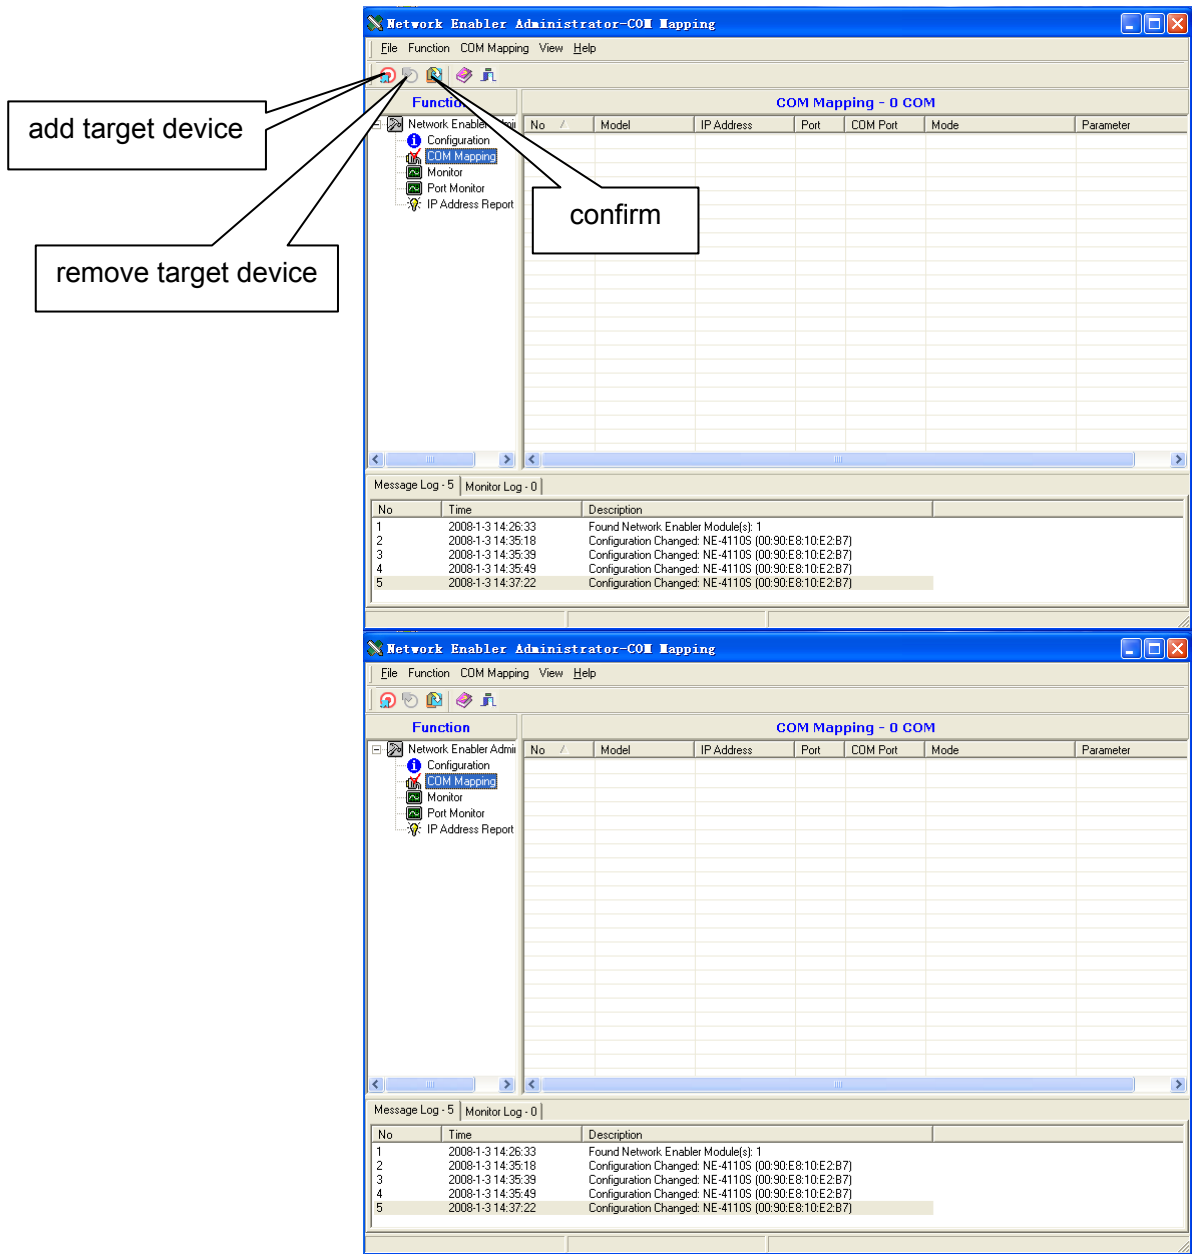 Network Enabler Administrator-COM Mapping
File Function COM Mapping View Help
Function
COM Mapping - 0 COM
add target device
Network Enabler Admi
No Model IP Address Port COM Port Mode Parameter
Configuration
COM Mapping
Monitor
Port Monitor
IP Address Report
confirm
remove target device
Message Log - 5 Monitor Log - 0
No Time Description
1 2008-1-3 14:26:33 Found Network Enabler Module(s): 1
2 2008-1-3 14:35:18 Configuration Changed: NE-4110S (00:90:E8:10:E2:B7)
3 2008-1-3 14:35:39 Configuration Changed: NE-4110S (00:90:E8:10:E2:B7)
4 2008-1-3 14:35:49 Configuration Changed: NE-4110S (00:90:E8:10:E2:B7)
5 2008-1-3 14:37:22 Configuration Changed: NE-4110S (00:90:E8:10:E2:B7)
Network Enabler Administrator-COM Mapping
File Function COM Mapping View Help
Function
COM Mapping - 0 COM
Network Enabler Admi
No Model IP Address Port COM Port Mode Parameter
Configuration
COM Mapping
Monitor
Port Monitor
IP Address Report
Message Log - 5 Monitor Log - 0
No Time Description
1 2008-1-3 14:26:33 Found Network Enabler Module(s): 1
2 2008-1-3 14:35:18 Configuration Changed: NE-4110S (00:90:E8:10:E2:B7)
3 2008-1-3 14:35:39 Configuration Changed: NE-4110S (00:90:E8:10:E2:B7)
4 2008-1-3 14:35:49 Configuration Changed: NE-4110S (00:90:E8:10:E2:B7)
5 2008-1-3 14:37:22 Configuration Changed: NE-4110S (00:90:E8:10:E2:B7)